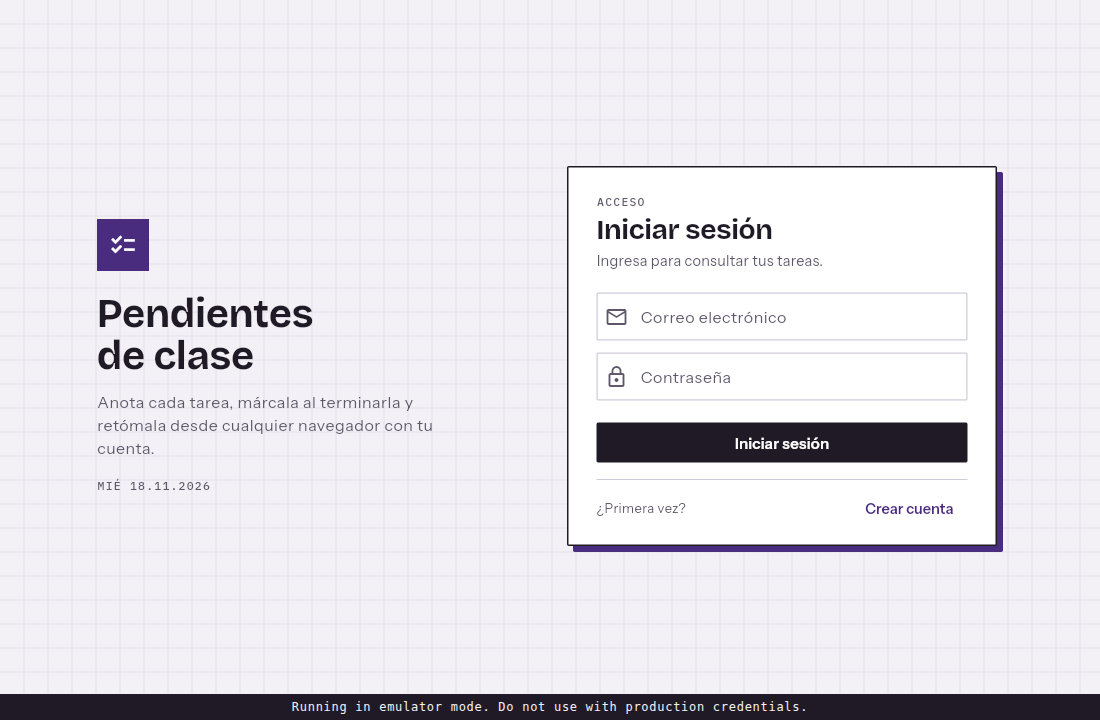 Pendientes
de clase
Anota cada tarea, márcala al terminarla y
retómala desde cualquier navegador con tu
cuenta.
MIÉ 18.11.2026
ACCESO
Iniciar sesión
Ingresa para consultar tus tareas.
Correo electrónico
Contraseña
Iniciar sesión
¿Primera vez?
Crear cuenta
Running in emulator mode. Do not use with production credentials.